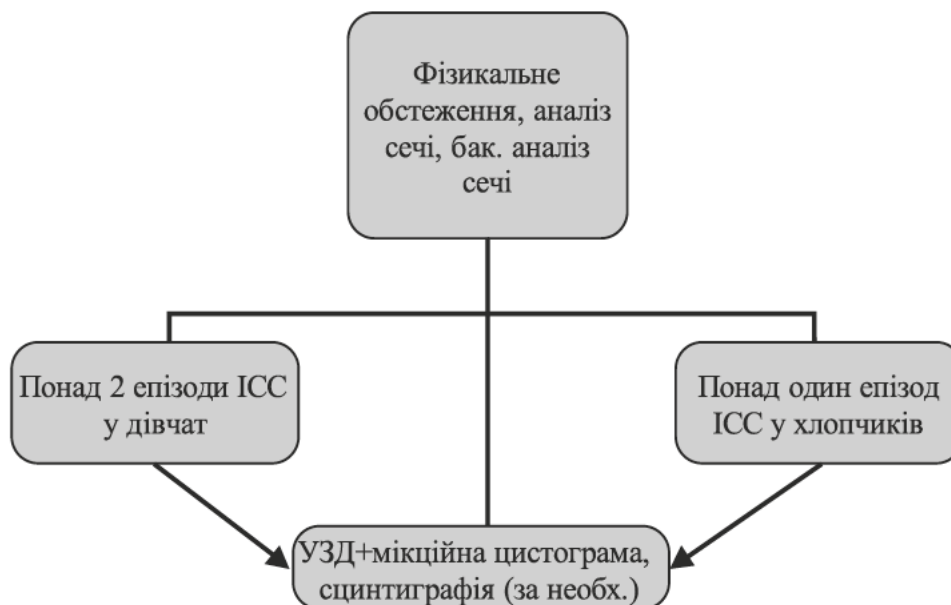 Фізикальне
обстеження, аналіз
сечі, бак. аналіз
сечі
Понад 2 епізоди ІСС
у дівчат
Понад один епізод
ІСС у хлопчиків
УЗД+мікційна цистограма,
сцинтиграфія (за необх.)